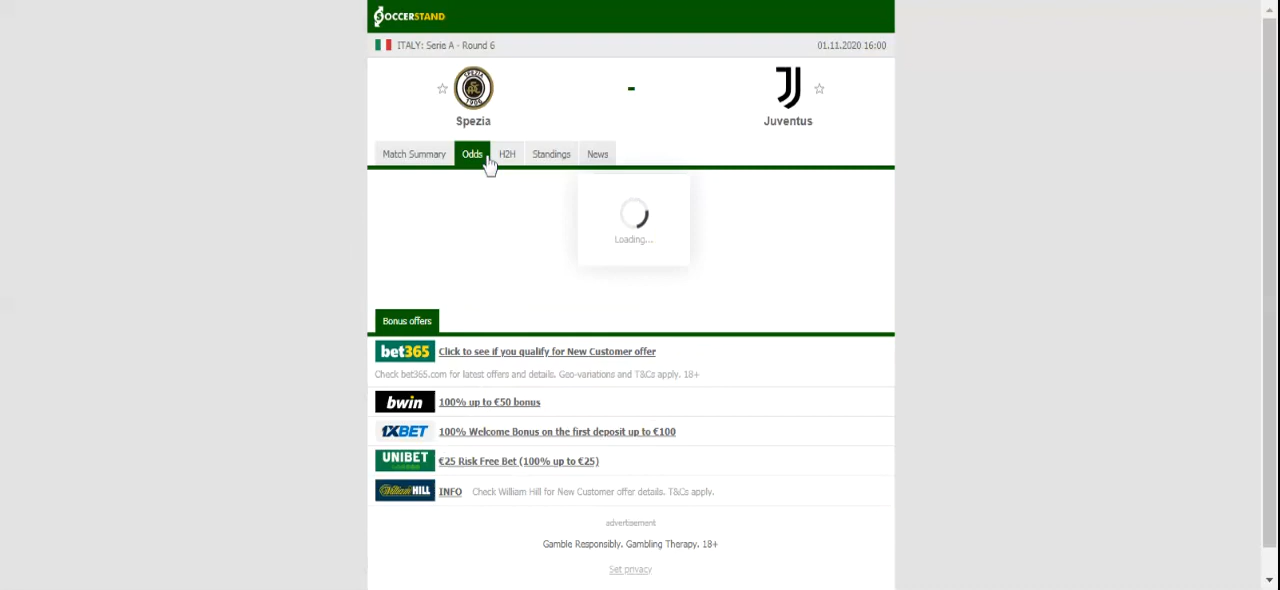 SOCCERSTAND
ITALY: Serie A - Round 6 01.11.2020 16:00
SPEZIA
1906
-
Spezia Juventus
Match Summary Odds H2H Standings News
Loading...
Bonus offers
bet365 Click to see if you qualify for New Customer offer
Check bet365.com for latest offers and details. Geo-variations and T&Cs apply. 18+
bwin 100% up to €50 bonus
1XBET 100% Welcome Bonus on the first deposit up to €100
UNIBET €25 Risk Free Bet (100% up to €25)
William HILL INFO Check William Hill for New Customer offer details. T&Cs apply.
advertisement
Gamble Responsibly. Gambling Therapy. 18+
Set privacy